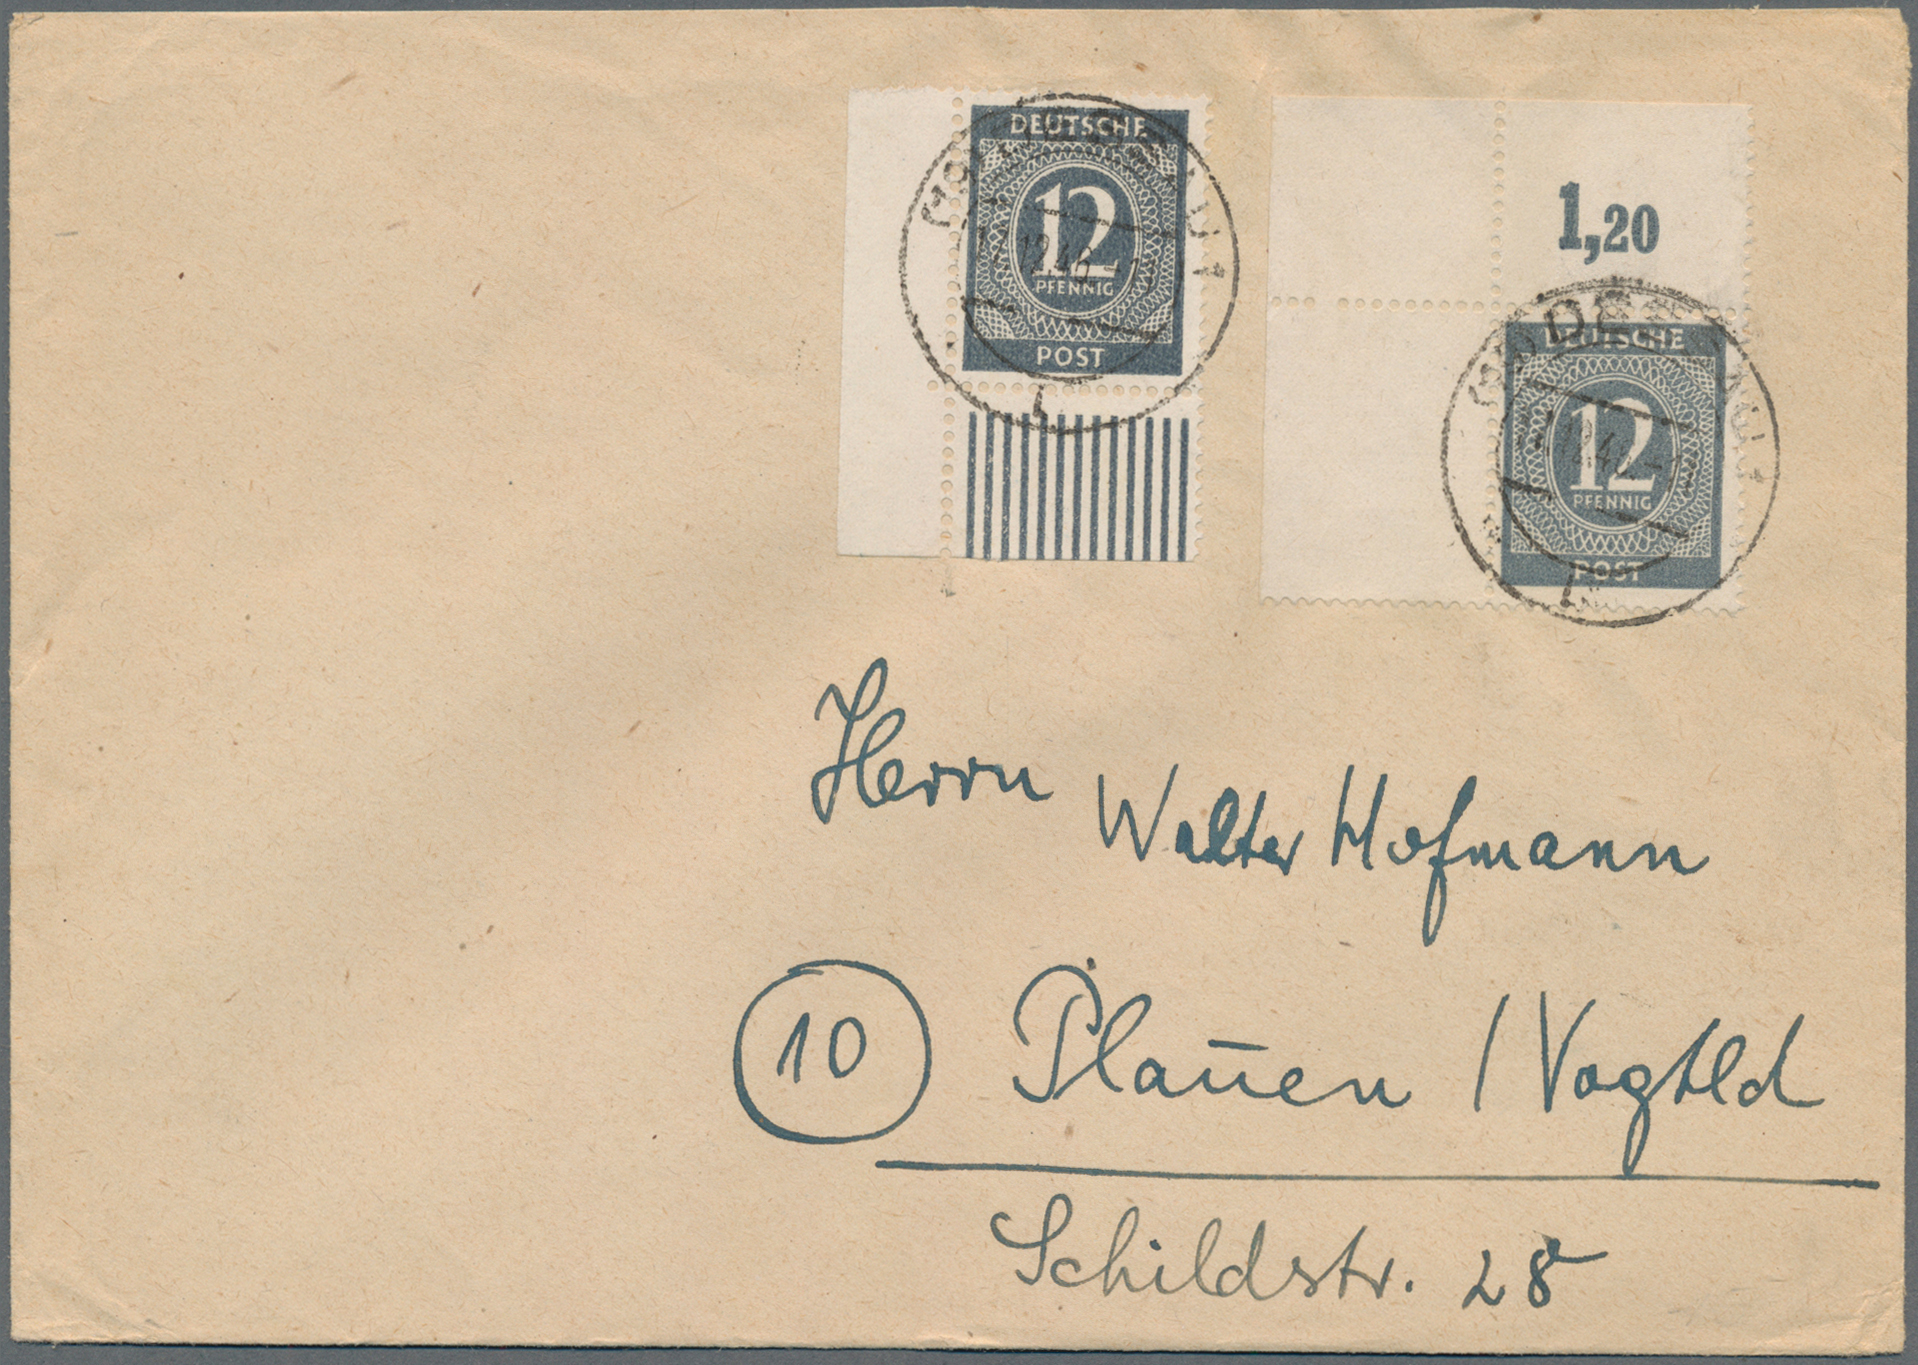 DEUTSCHE
12
PFENNIG
POST
1,20
DEUTSCHE
12
PFENNIG
POST
Herrn
Walter Hofmann
10 Plauen / Vogtld
Schildstr. 28